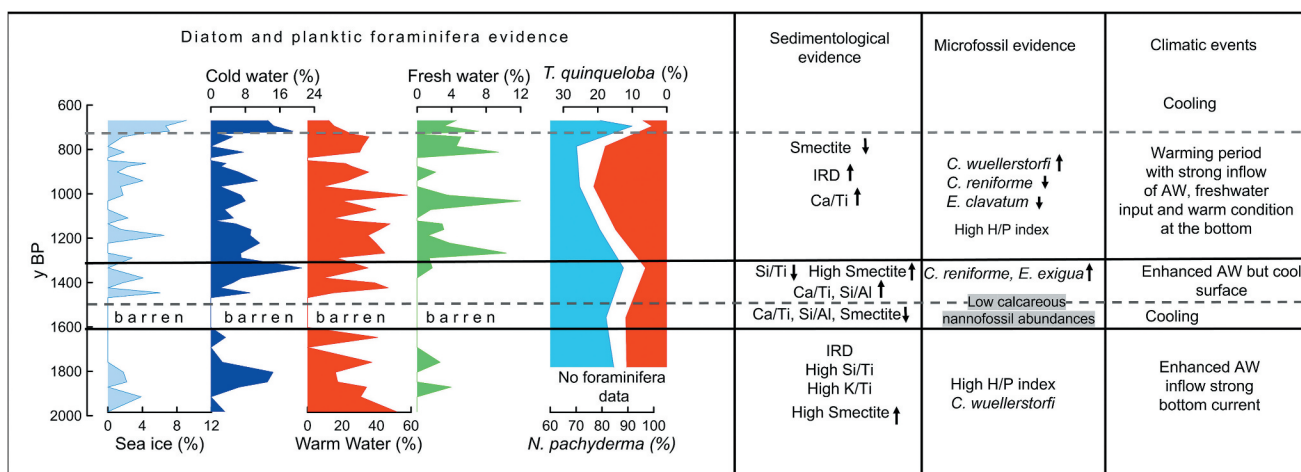 Diatom and planktic foraminifera evidence
Sedimentological
evidence
Microfossil evidence
Climatic events
Cold water (%)
Fresh water (%)
T. quinqueloba (%)
0 8 16 24
0 4 8 12
30 20 10 0
y BP
600
800
1000
1200
1400
1600
1800
2000
barren
barren
barren
barren
No foraminifera
data
0 4 8 12
0 20 40 60
60 70 80 90 100
Sea ice (%)
Warm Water (%)
N. pachyderma (%)
Cooling
Smectite ↓
IRD ↑
Ca/Ti ↑
C. wuellerstorfi ↑
C. reniforme ↓
E. clavatum ↓
High H/P index
Warming period
with strong inflow
of AW, freshwater
input and warm condition
at the bottom
Si/Ti ↓ High Smectite ↑
Ca/Ti, Si/Al ↑
C. reniforme, E. exigua ↑
Enhanced AW but cool
surface
Ca/Ti, Si/Al, Smectite ↓
Low calcareous
nannofossil abundances
Cooling
IRD
High Si/Ti
High K/Ti
High Smectite ↑
High H/P index
C. wuellerstorfi
Enhanced AW
inflow strong
bottom current